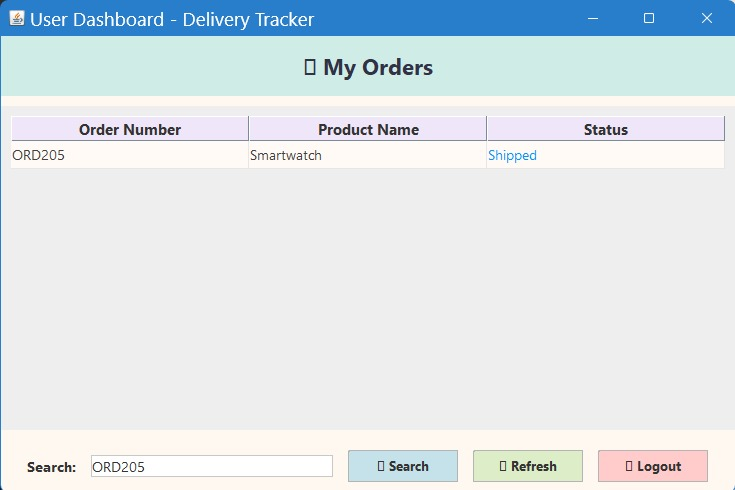 User Dashboard - Delivery Tracker
My Orders
Order Number Product Name Status
ORD205 Smartwatch Shipped
Search: ORD205 Search Refresh Logout